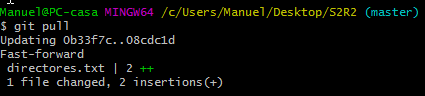 Manuel@PC-casa MINGW64 /c/Users/Manuel/Desktop/S2R2 (master)
$ git pull
Updating 0b33f7c..08cdc1d
Fast-forward
 directores.txt | 2 ++
 1 file changed, 2 insertions(+)